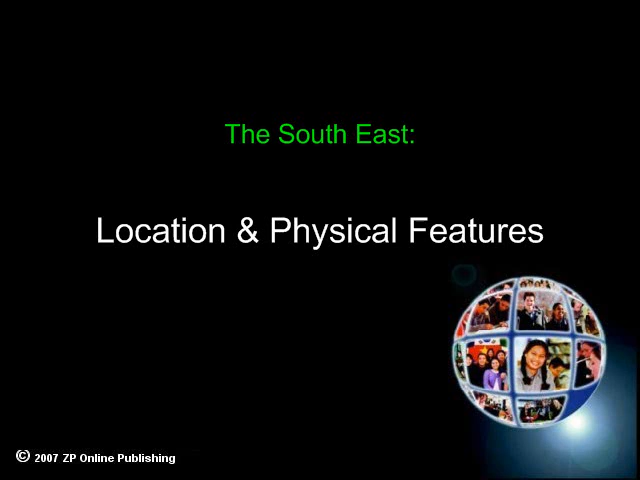 The South East:
Location & Physical Features
© 2007 ZP Online Publishing